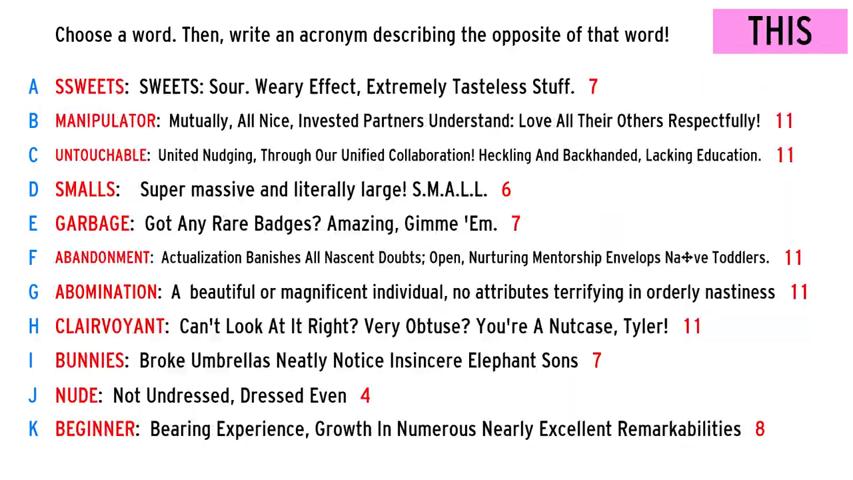 Choose a word. Then, write an acronym describing the opposite of that word!
THIS
A SSWEETS: SWEETS: Sour. Weary Effect, Extremely Tasteless Stuff. 7
B MANIPULATOR: Mutually, All Nice, Invested Partners Understand: Love All Their Others Respectfully! 11
C UNTOUCHABLE: United Nudging, Through Our Unified Collaboration! Heckling And Backhanded, Lacking Education. 11
D SMALLS: Super massive and literally large! S.M.A.L.L. 6
E GARBAGE: Got Any Rare Badges? Amazing, Gimme 'Em. 7
F ABANDONMENT: Actualization Banishes All Nascent Doubts; Open, Nurturing Mentorship Envelops Na✢ve Toddlers. 11
G ABOMINATION: A beautiful or magnificent individual, no attributes terrifying in orderly nastiness 11
H CLAIRVOYANT: Can't Look At It Right? Very Obtuse? You're A Nutcase, Tyler! 11
I BUNNIES: Broke Umbrellas Neatly Notice Insincere Elephant Sons 7
J NUDE: Not Undressed, Dressed Even 4
K BEGINNER: Bearing Experience, Growth In Numerous Nearly Excellent Remarkabilities 8